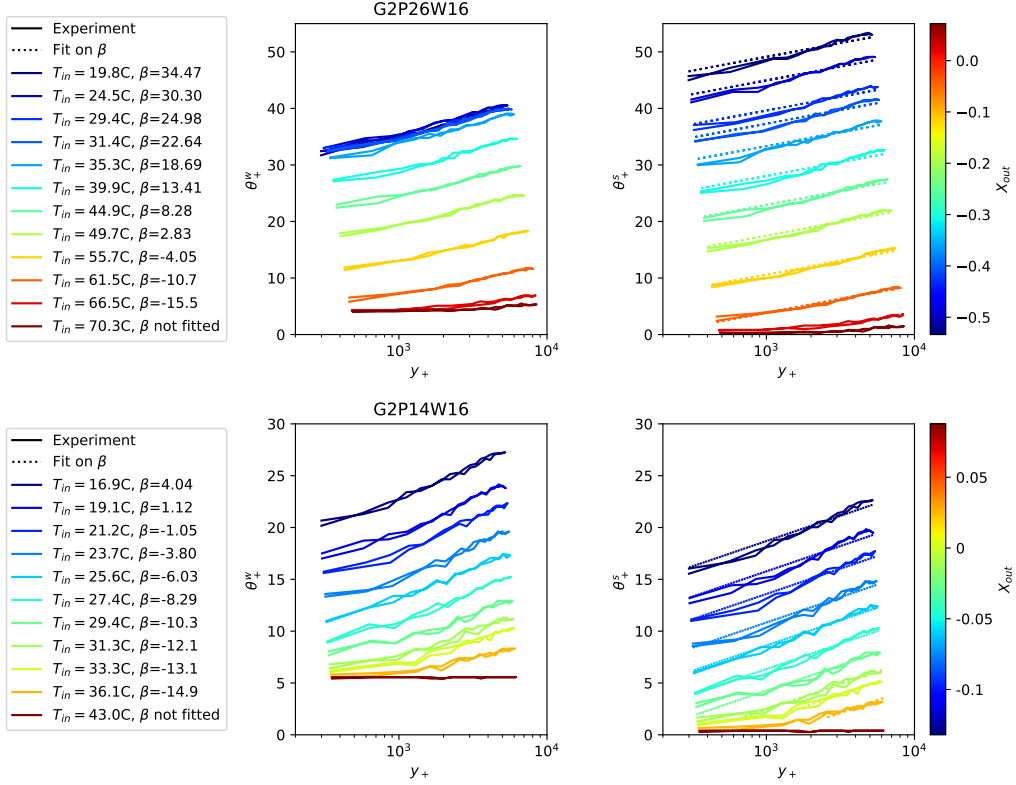 G2P26W16
Experiment
Fit on β
T_in = 19.8C, β=34.47
T_in = 24.5C, β=30.30
T_in = 29.4C, β=24.98
T_in = 31.4C, β=22.64
T_in = 35.3C, β=18.69
T_in = 39.9C, β=13.41
T_in = 44.9C, β=8.28
T_in = 49.7C, β=2.83
T_in = 55.7C, β=-4.05
T_in = 61.5C, β=-10.7
T_in = 66.5C, β=-15.5
T_in = 70.3C, β not fitted
50
40
30
20
10
0
θ_+^w
10^3
10^4
y_+
50
40
30
20
10
0
θ_+^s
10^3
10^4
y_+
0.0
−0.1
−0.2
−0.3
−0.4
−0.5
X_out
G2P14W16
Experiment
Fit on β
T_in = 16.9C, β=4.04
T_in = 19.1C, β=1.12
T_in = 21.2C, β=-1.05
T_in = 23.7C, β=-3.80
T_in = 25.6C, β=-6.03
T_in = 27.4C, β=-8.29
T_in = 29.4C, β=-10.3
T_in = 31.3C, β=-12.1
T_in = 33.3C, β=-13.1
T_in = 36.1C, β=-14.9
T_in = 43.0C, β not fitted
30
25
20
15
10
5
0
θ_+^w
10^3
10^4
y_+
30
25
20
15
10
5
0
θ_+^s
10^3
10^4
y_+
0.05
0
-0.05
-0.1
X_out